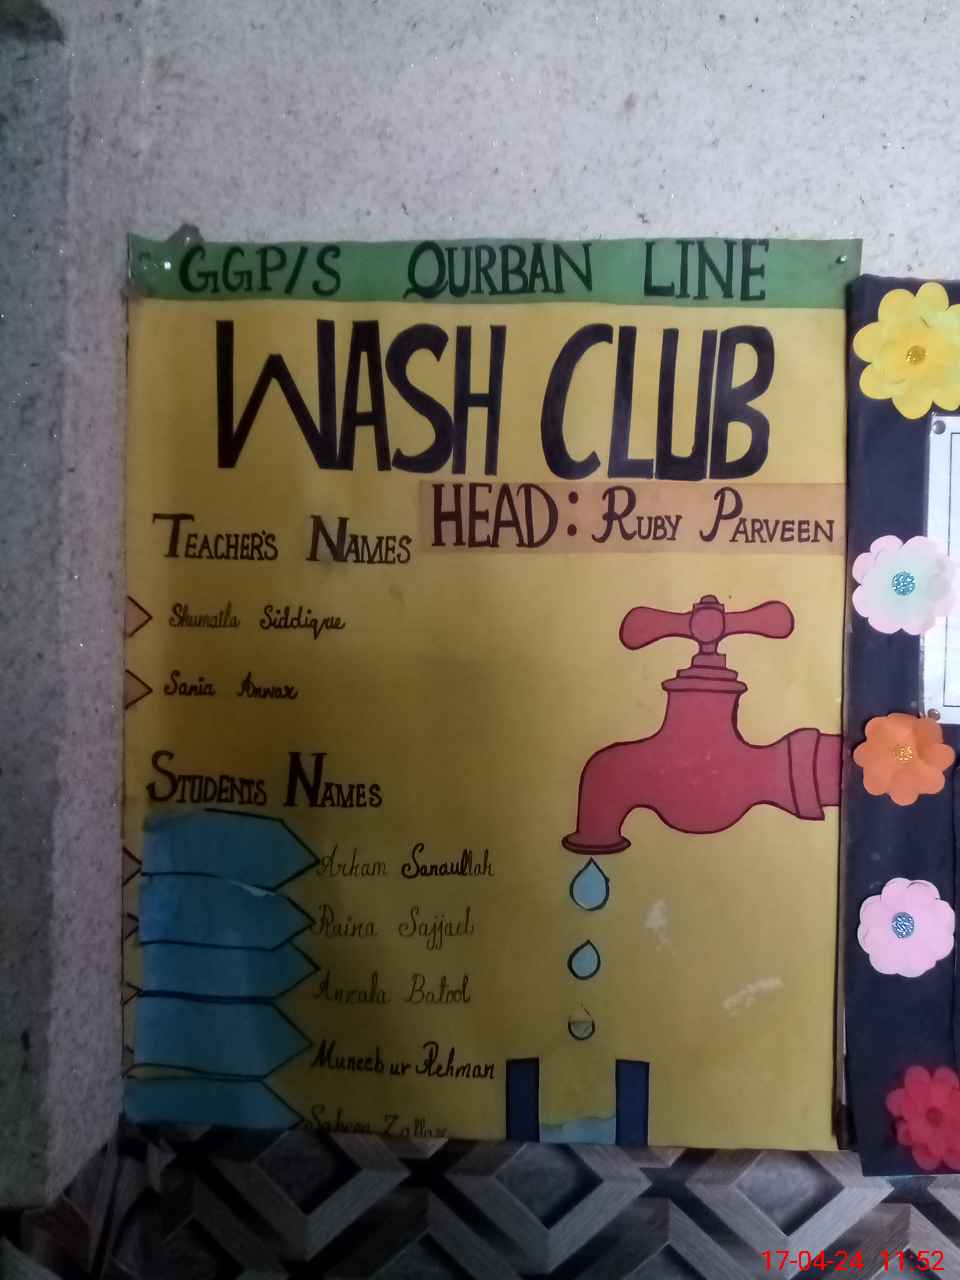 GGP/S QURBAN LINE
WASH CLUB
HEAD: RUBY PARVEEN
TEACHER'S NAMES
Shumaila Siddique
Sania Anwar
STUDENTS NAMES
Arham Sanaullah
Raina Sajjad
Anzala Batool
Muneeb ur Rehman
17-04-24 11:52